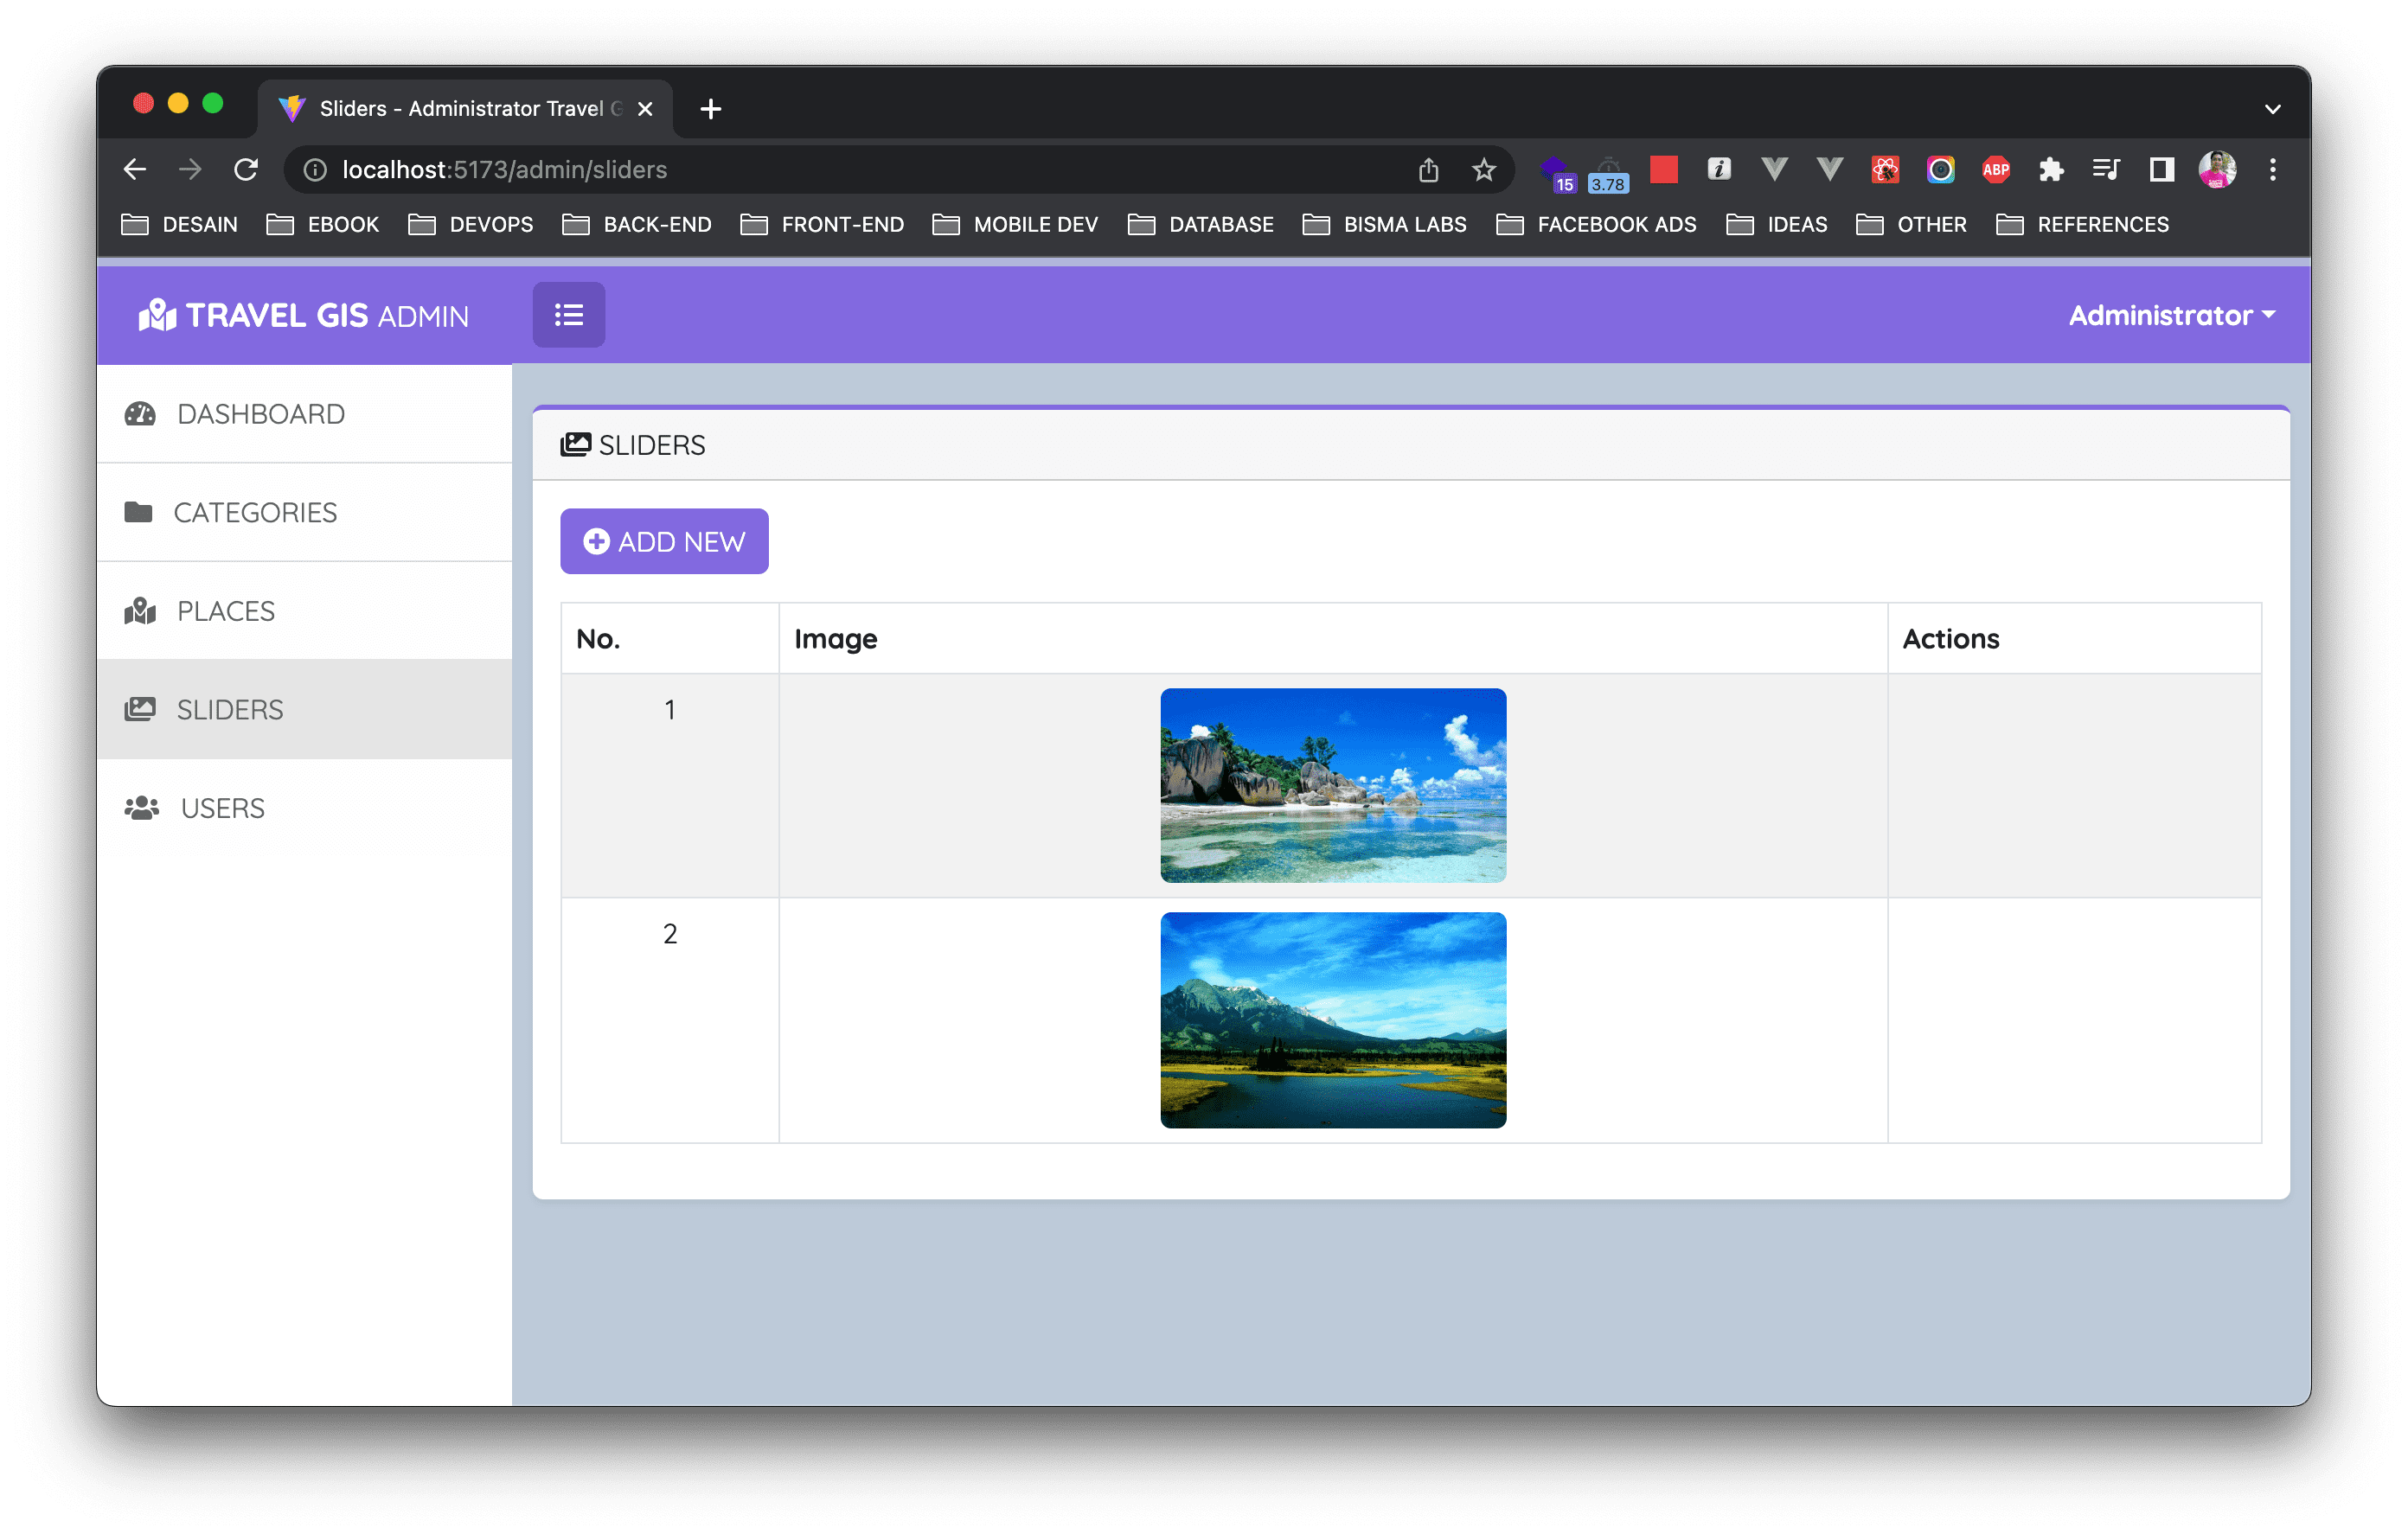 Sliders - Administrator Travel G
localhost:5173/admin/sliders
15
3.78
ABP
DESAIN
EBOOK
DEVOPS
BACK-END
FRONT-END
MOBILE DEV
DATABASE
BISMA LABS
FACEBOOK ADS
IDEAS
OTHER
REFERENCES
TRAVEL GIS ADMIN
Administrator
DASHBOARD
CATEGORIES
PLACES
SLIDERS
USERS
SLIDERS
ADD NEW
No.
Image
Actions
1
2